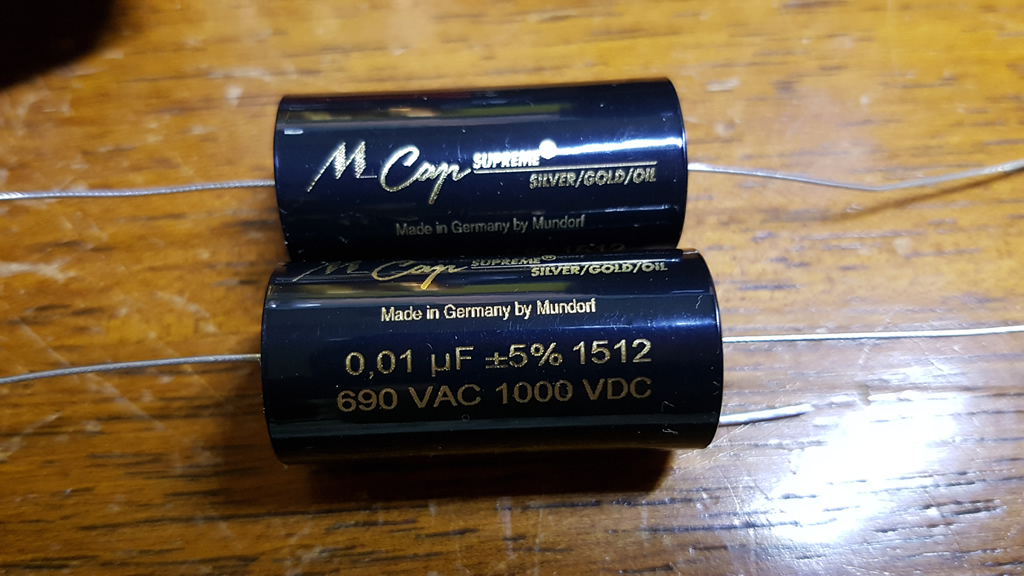 M Cap SUPREME®
SILVER/GOLD/OIL
Made in Germany by Mundorf
1512
M Cap SUPREME®
SILVER/GOLD/OIL
Made in Germany by Mundorf
0,01 µF ±5% 1512
690 VAC 1000 VDC